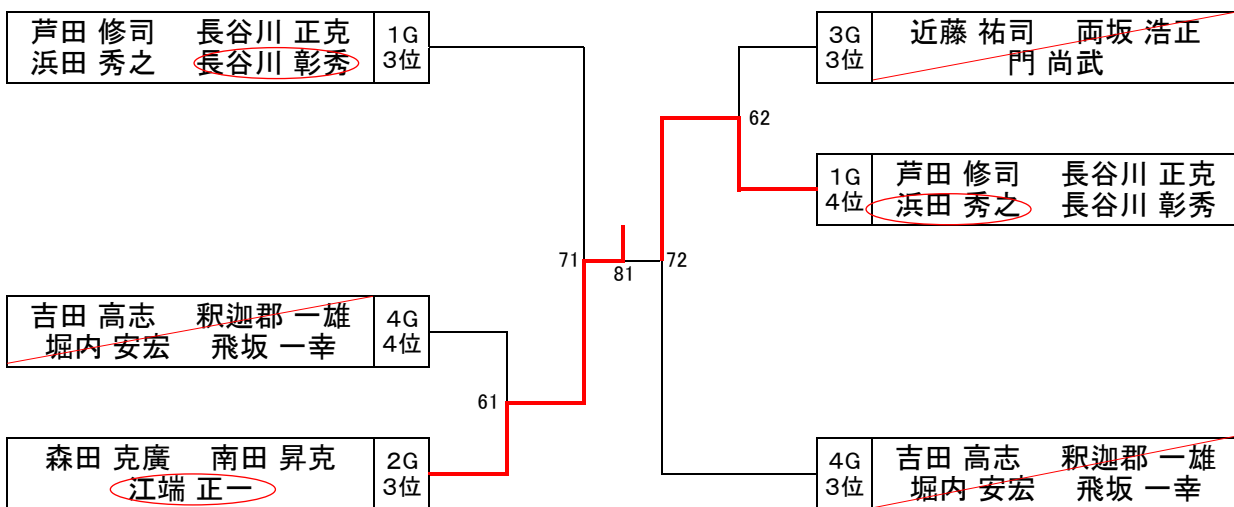 芦田 修司 長谷川 正克
浜田 秀之 長谷川 彰秀
1G
3位
吉田 高志 釈迦郡 一雄
堀内 安宏 飛坂 一幸
4G
4位
森田 克廣 南田 昇克
江端 正一
2G
3位
61
71
81
72
62
3G
3位
近藤 祐司 両坂 浩正
門 尚武
1G
4位
芦田 修司 長谷川 正克
浜田 秀之 長谷川 彰秀
4G
3位
吉田 高志 釈迦郡 一雄
堀内 安宏 飛坂 一幸